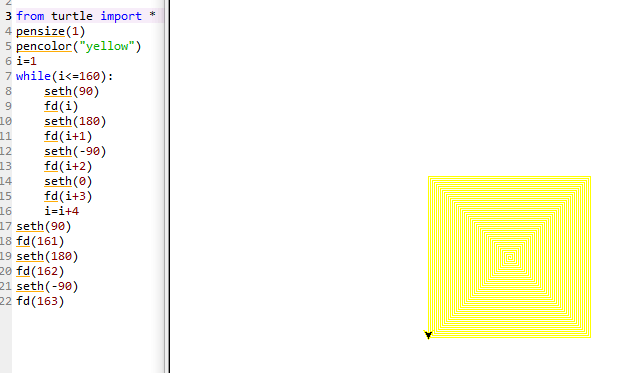 2
3 from turtle import *
4 pensize(1)
5 pencolor("yellow")
6 i=1
7 while(i<=160):
8     seth(90)
9     fd(i)
10     seth(180)
11     fd(i+1)
12     seth(-90)
13     fd(i+2)
14     seth(0)
15     fd(i+3)
16     i=i+4
17 seth(90)
18 fd(161)
19 seth(180)
20 fd(162)
21 seth(-90)
22 fd(163)